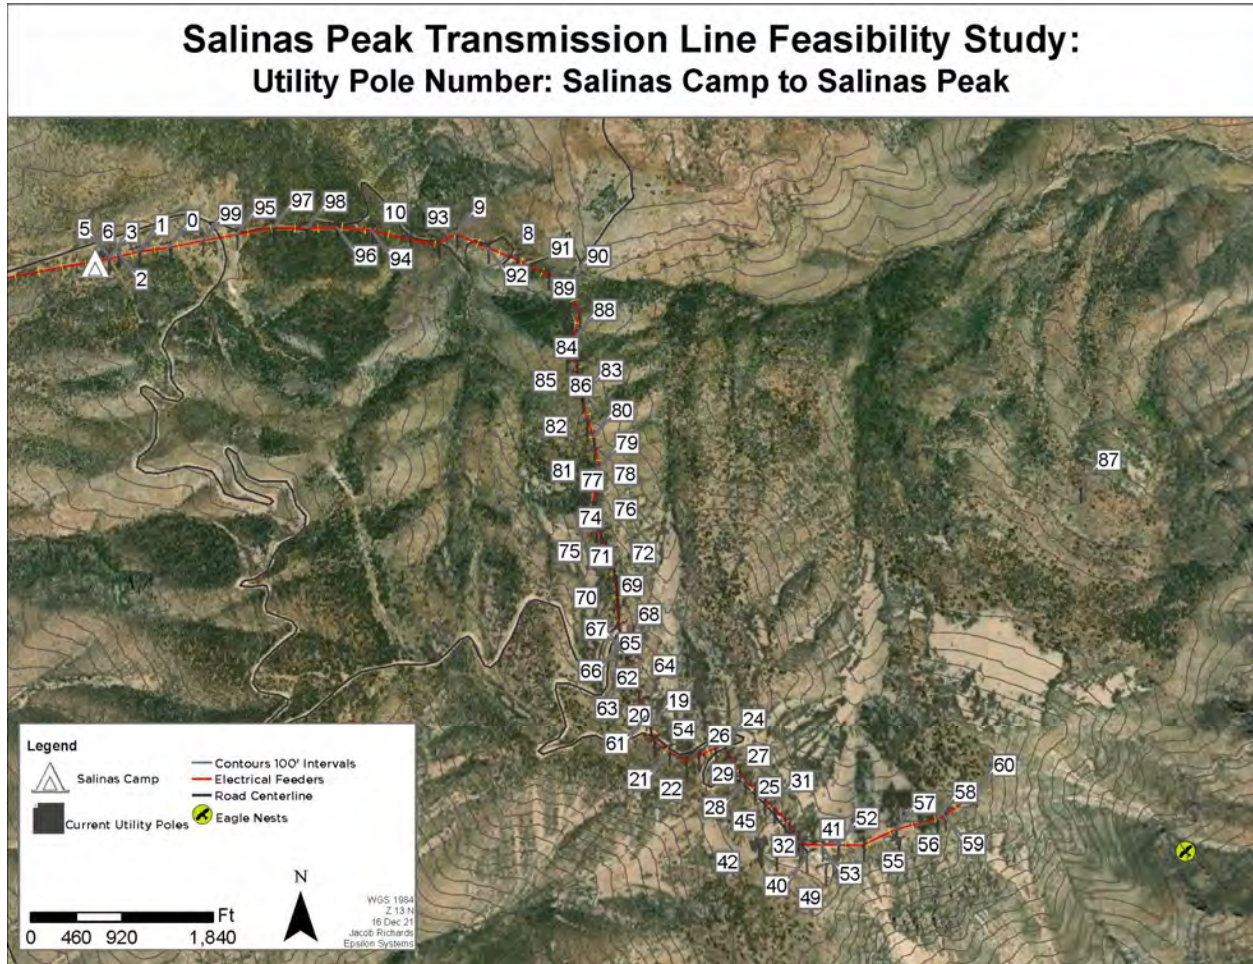 Salinas Peak Transmission Line Feasibility Study:
Utility Pole Number: Salinas Camp to Salinas Peak
5 6 3 1 0 99 95 97 98 10 93 9 8 91 90
2 96 94 92 89
88
84
83
85 86
80
82
79
87
81 77 78
76
74
75 71 72
69
70
68
67
65
66 64
62
63 19
20 24
54
61 26
27
60
21 29
22 25 31
28 58
57
45
41 52
42 32 56 59
55
53
40
49
Legend
Salinas Camp
Current Utility Poles
Contours 100' Intervals
Electrical Feeders
Road Centerline
Eagle Nests
N
0 460 920 1,840 Ft
WGS 1984
Z 13 N
16 Dec 21
Jacob Richards
Epsilon Systems